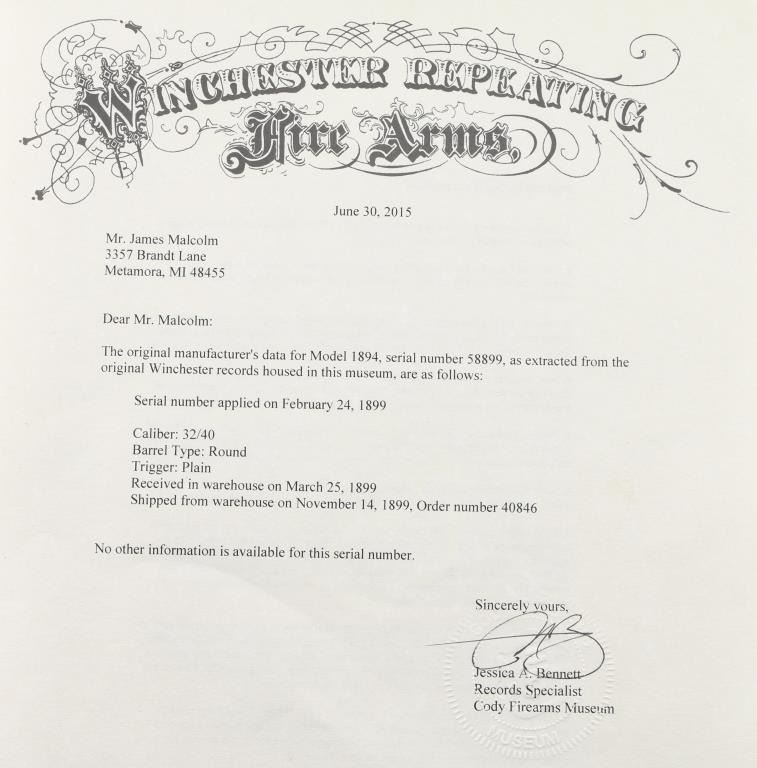 WINCHESTER REPEATING
Fire Arms,
June 30, 2015
Mr. James Malcolm
3357 Brandt Lane
Metamora, MI 48455
Dear Mr. Malcolm:
The original manufacturer's data for Model 1894, serial number 58899, as extracted from the
original Winchester records housed in this museum, are as follows:
Serial number applied on February 24, 1899
Caliber: 32/40
Barrel Type: Round
Trigger: Plain
Received in warehouse on March 25, 1899
Shipped from warehouse on November 14, 1899, Order number 40846
No other information is available for this serial number.
Sincerely yours,
Jessica A. Bennett
Records Specialist
Cody Firearms Museum
MUSEUM